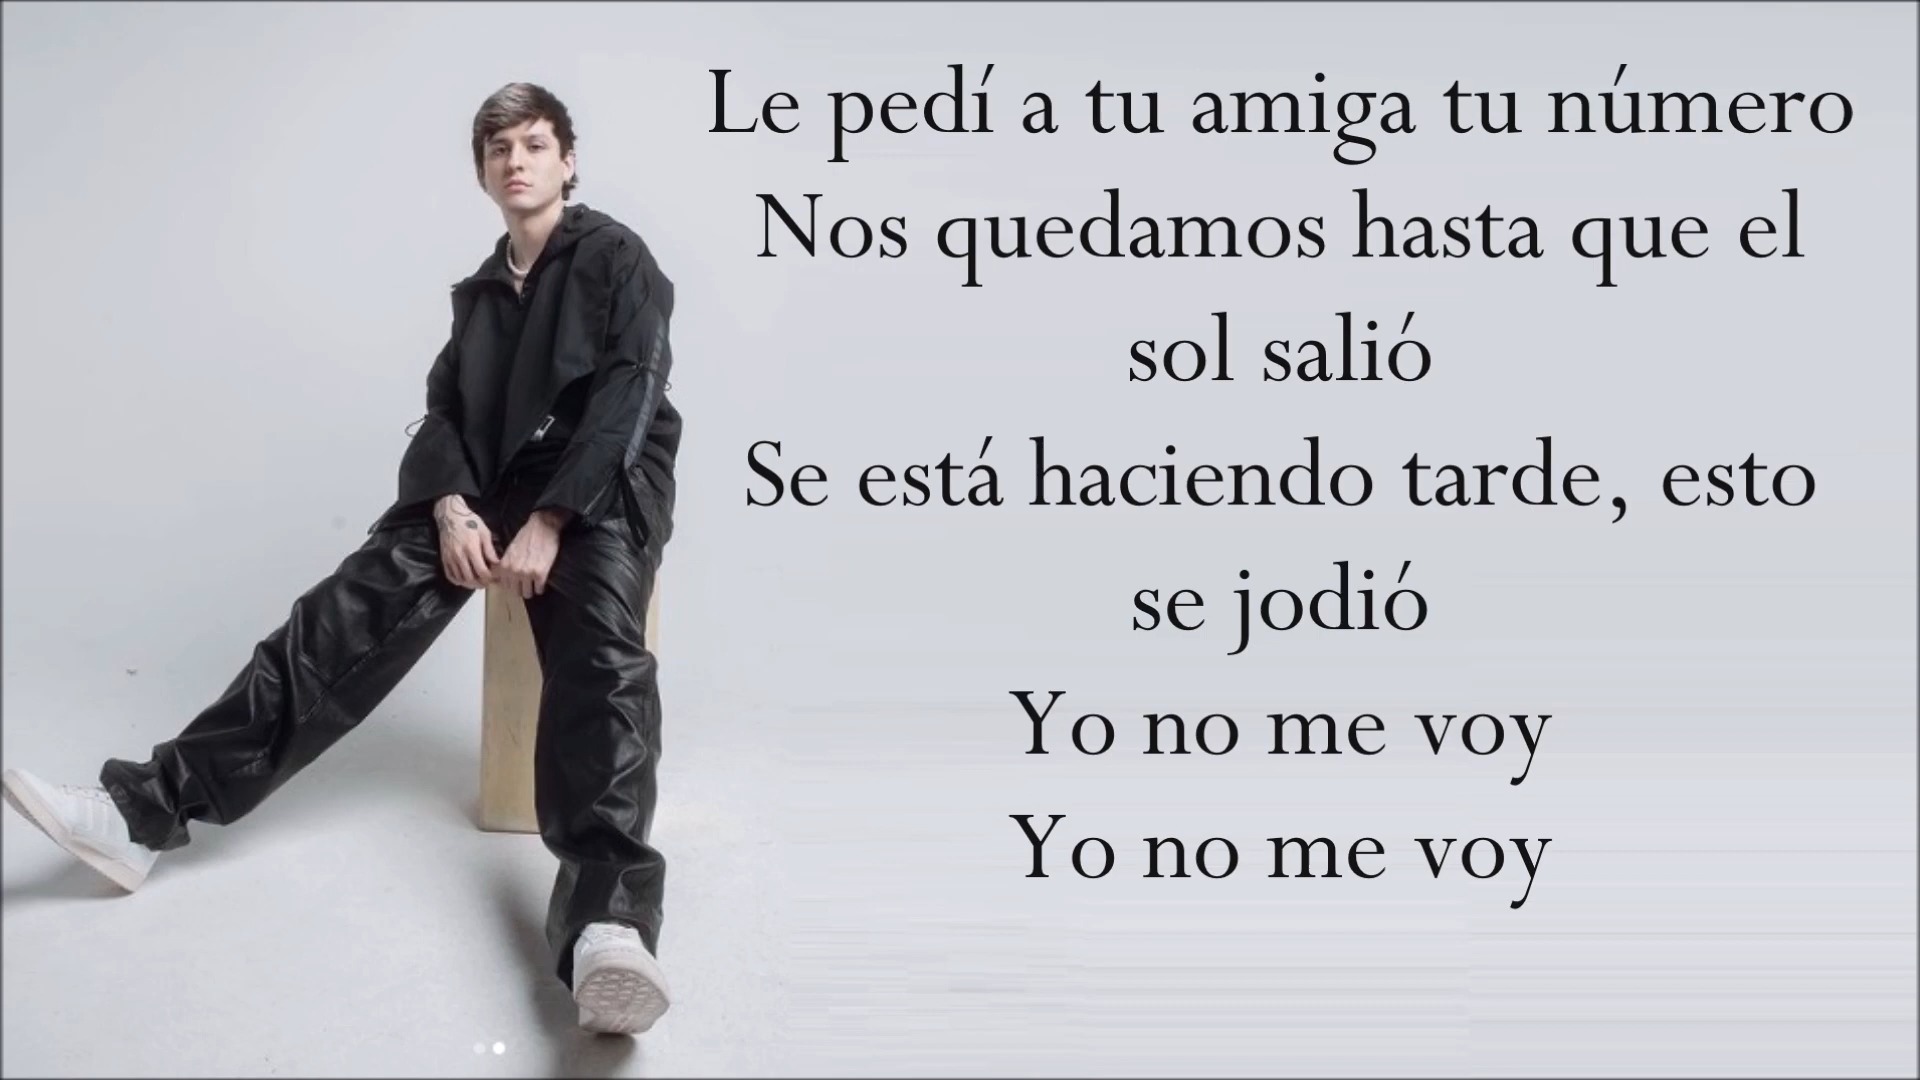 Le pedí a tu amiga tu número
Nos quedamos hasta que el
sol salió
Se está haciendo tarde, esto
se jodió
Yo no me voy
Yo no me voy